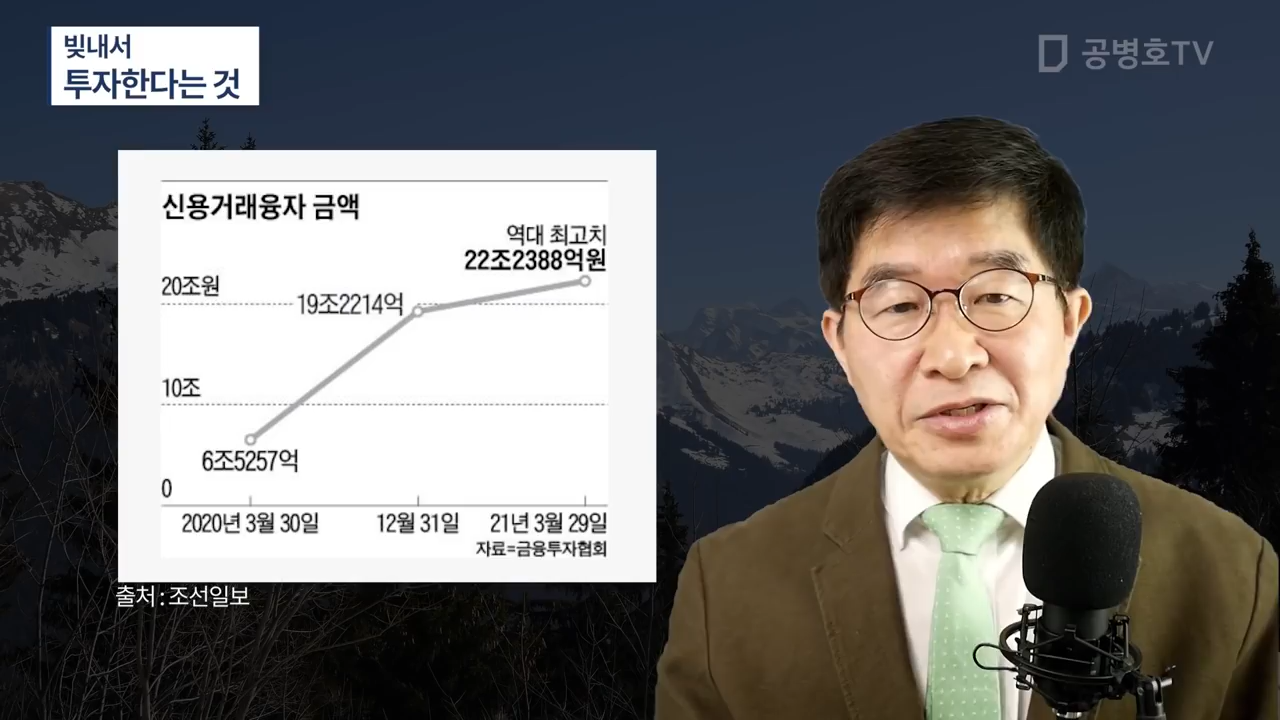 빚내서
투자한다는 것
공병호TV
신용거래융자 금액
역대 최고치
22조2388억원
20조원
19조2214억
10조
6조5257억
0
2020년 3월 30일
12월 31일
21년 3월 29일
자료=금융투자협회
출처 : 조선일보